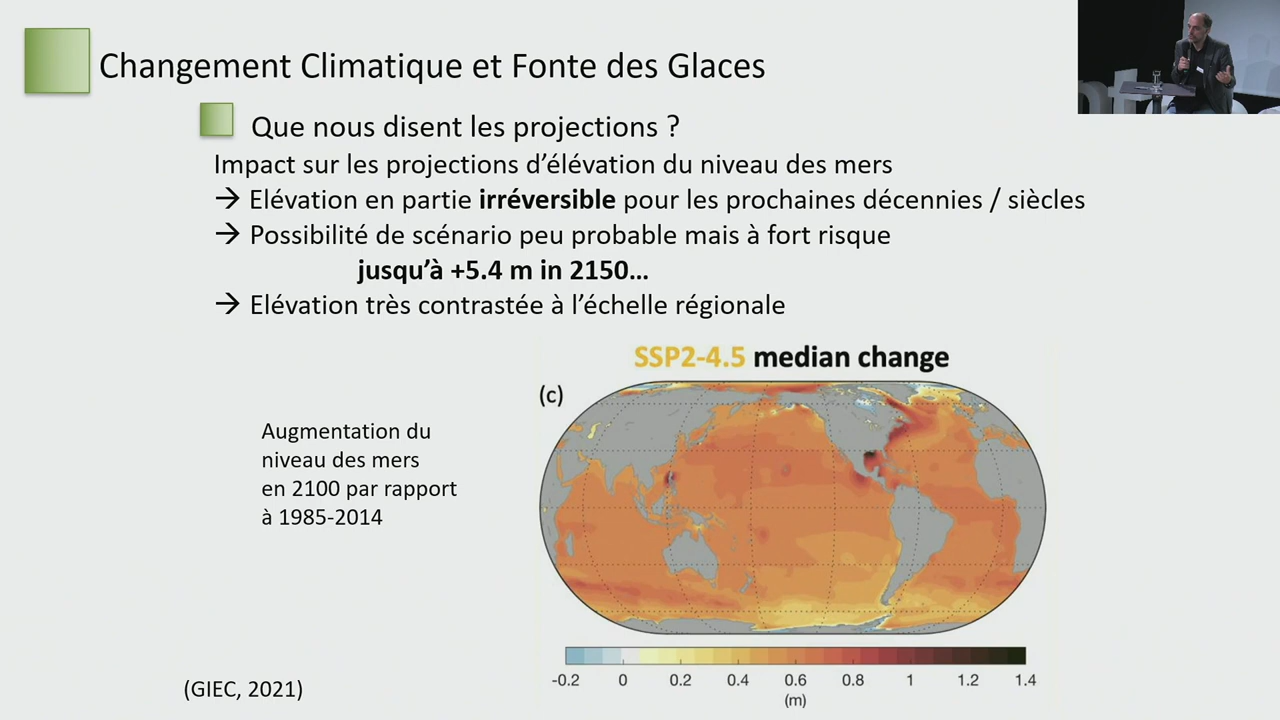 Changement Climatique et Fonte des Glaces
Que nous disent les projections ?
Impact sur les projections d'élévation du niveau des mers
→ Elévation en partie irréversible pour les prochaines décennies / siècles
→ Possibilité de scénario peu probable mais à fort risque
jusqu'à +5.4 m in 2150...
→ Elévation très contrastée à l'échelle régionale
SSP2-4.5 median change
(c)
Augmentation du
niveau des mers
en 2100 par rapport
à 1985-2014
-0.2 0 0.2 0.4 0.6 0.8 1 1.2 1.4
(m)
(GIEC, 2021)